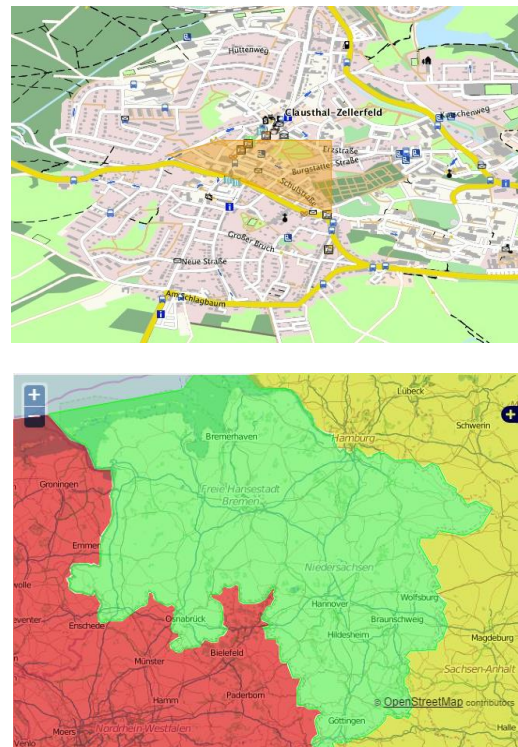 Hüttenweg
Clausthal-Zellerfeld
Erzstraße
Burgstätter Straße
Schulstraße
Großer Bruch
Neue Straße
Am Schlagbaum
+
Lübeck
Schwerin
Hamburg
Bremerhaven
Groningen
Freie Hansestadt
Bremen
Emmen
Niedersachsen
Wolfsburg
Hannover
Braunschweig
Osnabrück
Enschede
Hildesheim
Magdeburg
Münster
Bielefeld
Sachsen-Anhalt
Paderborn
Hamm
© OpenStreetMap contributors
Göttingen
Halle
Moers
Nordrhein-Westfalen
Venlo